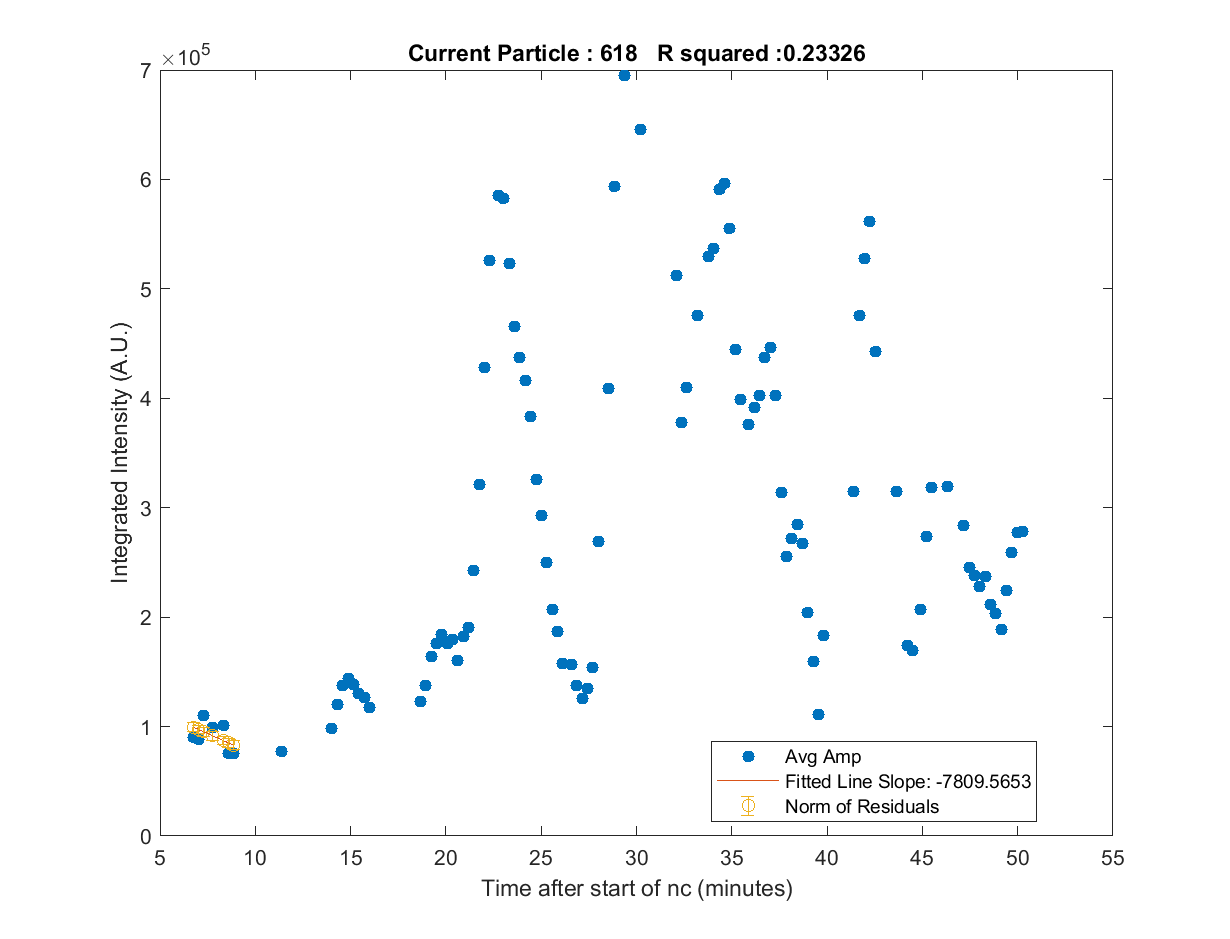 Current Particle : 618 R squared :0.23326
×10^5
7
6
5
4
3
2
1
0
Integrated Intensity (A.U.)
5 10 15 20 25 30 35 40 45 50 55
Time after start of nc (minutes)
Avg Amp
Fitted Line Slope: -7809.5653
Norm of Residuals